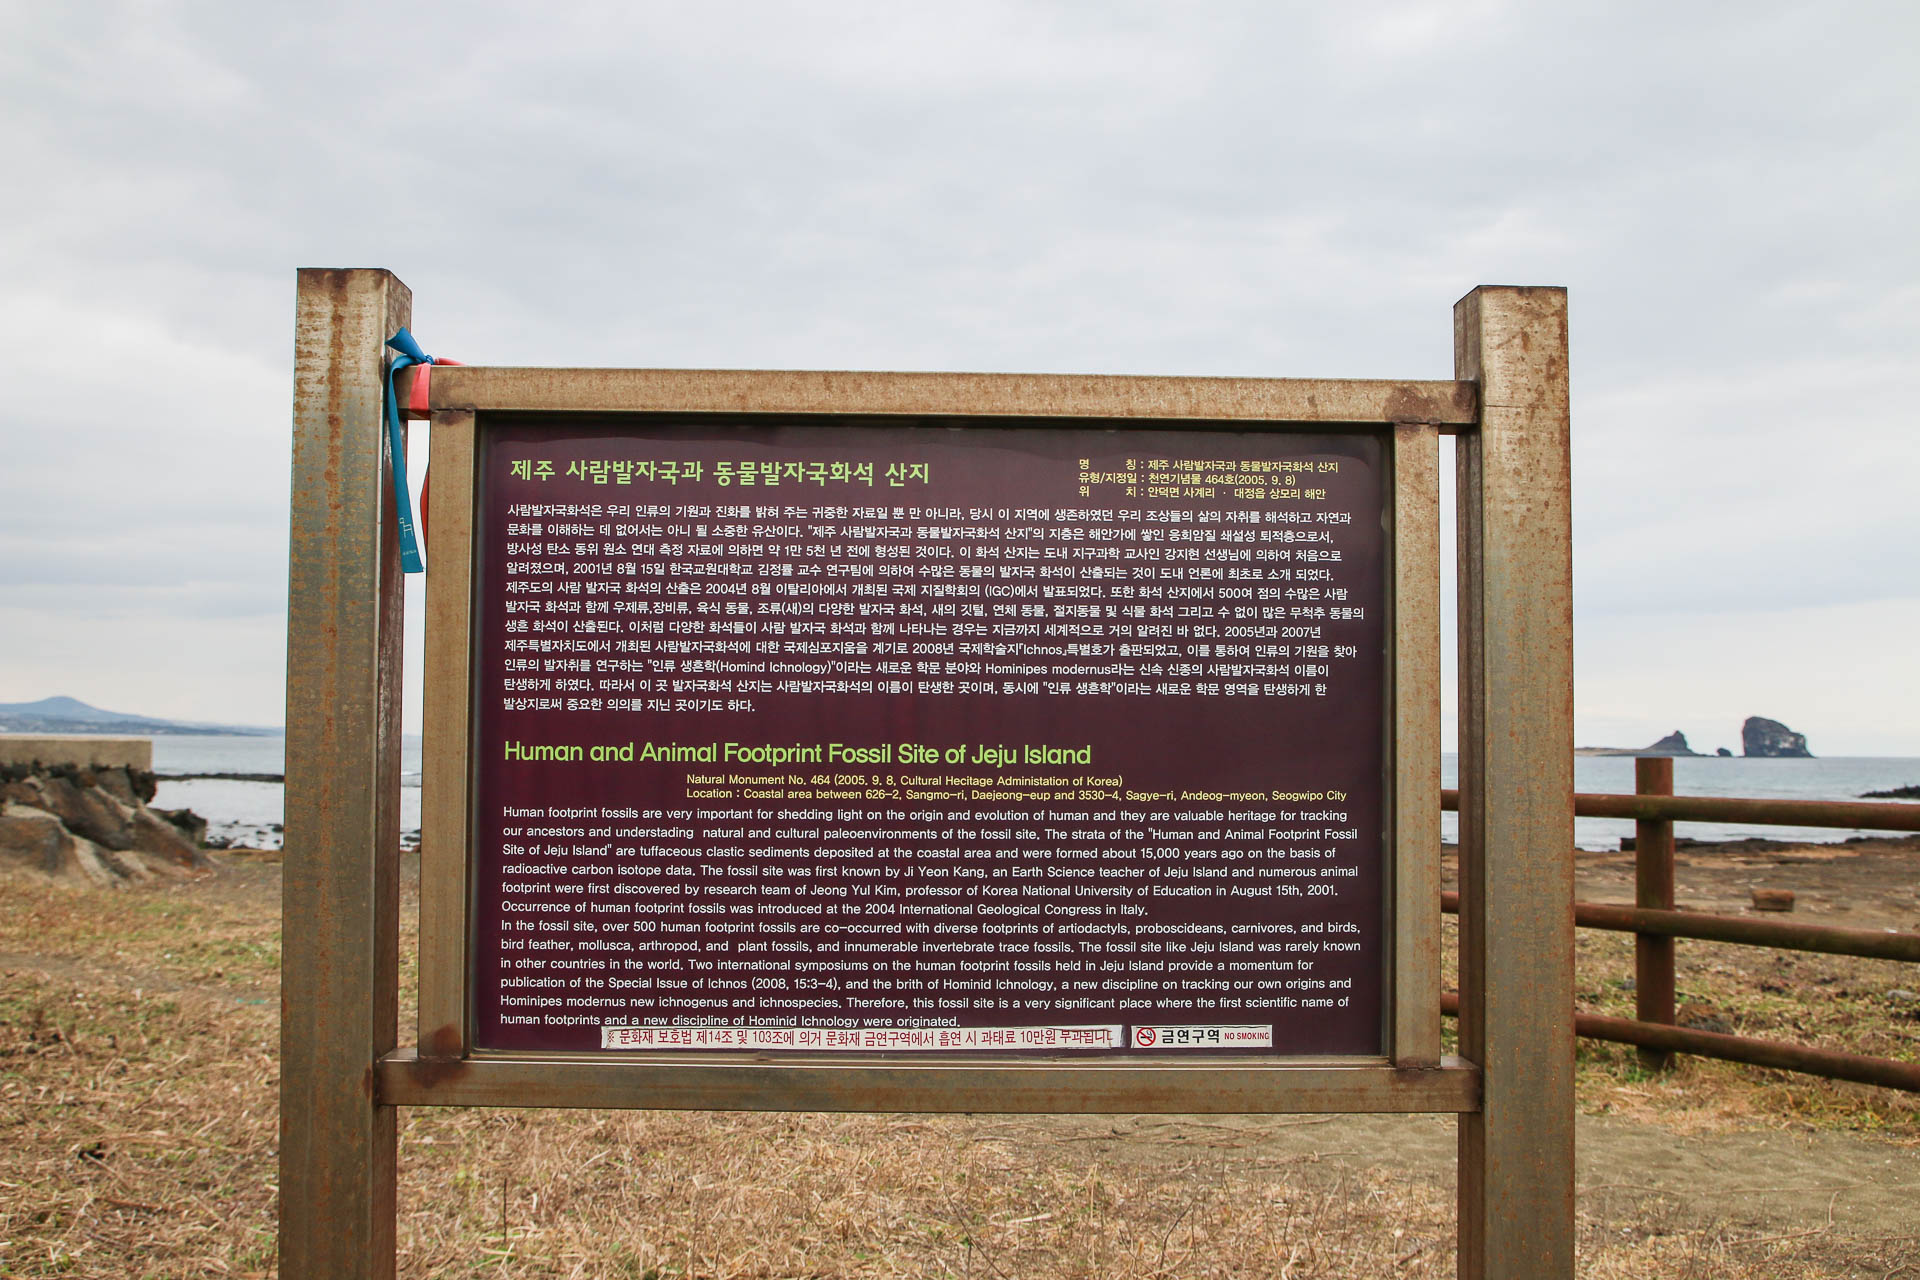 제주 사람발자국과 동물발자국화석 산지
명 칭 : 제주 사람발자국과 동물발자국화석 산지
유형/지정일 : 천연기념물 464호(2005. 9. 8)
위 치 : 안덕면 사계리 · 대정읍 상모리 해안
사람발자국화석은 우리 인류의 기원과 진화를 밝혀 주는 귀중한 자료일 뿐 만 아니라, 당시 이 지역에 생존하였던 우리 조상들의 삶의 자취를 해석하고 자연과
문화를 이해하는 데 없어서는 아니 될 소중한 유산이다. "제주 사람발자국과 동물발자국화석 산지"의 지층은 해안가에 쌓인 응회암질 쇄설성 퇴적층으로서,
방사성 탄소 동위 원소 연대 측정 자료에 의하면 약 1만 5천 년 전에 형성된 것이다. 이 화석 산지는 도내 지구과학 교사인 강지현 선생님에 의하여 처음으로
알려졌으며, 2001년 8월 15일 한국교원대학교 김정률 교수 연구팀에 의하여 수많은 동물의 발자국 화석이 산출되는 것이 도내 언론에 최초로 소개 되었다.
제주도의 사람 발자국 화석의 산출은 2004년 8월 이탈리아에서 개최된 국제 지질학회의 (IGC)에서 발표되었다. 또한 화석 산지에서 500여 점의 수많은 사람
발자국 화석과 함께 우제류,장비류, 육식 동물, 조류(새)의 다양한 발자국 화석, 새의 깃털, 연체 동물, 절지동물 및 식물 화석 그리고 수 없이 많은 무척추 동물의
생흔 화석이 산출된다. 이처럼 다양한 화석들이 사람 발자국 화석과 함께 나타나는 경우는 지금까지 세계적으로 거의 알려진 바 없다. 2005년과 2007년
제주특별자치도에서 개최된 사람발자국화석에 대한 국제심포지움을 계기로 2008년 국제학술지『Ichnos』특별호가 출판되었고, 이를 통하여 인류의 기원을 찾아
인류의 발자취를 연구하는 "인류 생흔학(Homind Ichnology)"이라는 새로운 학문 분야와 Hominipes modernus라는 신속 신종의 사람발자국화석 이름이
탄생하게 하였다. 따라서 이 곳 발자국화석 산지는 사람발자국화석의 이름이 탄생한 곳이며, 동시에 "인류 생흔학"이라는 새로운 학문 영역을 탄생하게 한
발상지로써 중요한 의의를 지닌 곳이기도 하다.
Human and Animal Footprint Fossil Site of Jeju Island
Natural Monument No. 464 (2005. 9. 8, Cultural Hecitage Administation of Korea)
Location : Coastal area between 626-2, Sangmo-ri, Daejeong-eup and 3530-4, Sagye-ri, Andeog-myeon, Seogwipo City
Human footprint fossils are very important for shedding light on the origin and evolution of human and they are valuable heritage for tracking
our ancestors and understading natural and cultural paleoenvironments of the fossil site. The strata of the "Human and Animal Footprint Fossil
Site of Jeju Island" are tuffaceous clastic sediments deposited at the coastal area and were formed about 15,000 years ago on the basis of
radioactive carbon isotope data. The fossil site was first known by Ji Yeon Kang, an Earth Science teacher of Jeju Island and numerous animal
footprint were first discovered by research team of Jeong Yul Kim, professor of Korea National University of Education in August 15th, 2001.
Occurrence of human footprint fossils was introduced at the 2004 International Geological Congress in Italy.
In the fossil site, over 500 human footprint fossils are co-occurred with diverse footprints of artiodactyls, proboscideans, carnivores, and birds,
bird feather, mollusca, arthropod, and plant fossils, and innumerable invertebrate trace fossils. The fossil site like Jeju Island was rarely known
in other countries in the world. Two international symposiums on the human footprint fossils held in Jeju Island provide a momentum for
publication of the Special Issue of Ichnos (2008, 15:3-4), and the brith of Hominid Ichnology, a new discipline on tracking our own origins and
Hominipes modernus new ichnogenus and ichnospecies. Therefore, this fossil site is a very significant place where the first scientific name of
human footprints and a new discipline of Hominid Ichnology were originated.
※ 문화재 보호법 제14조 및 103조에 의거 문화재 금연구역에서 흡연 시 과태료 10만원 부과됩니다
금연구역 NO SMOKING